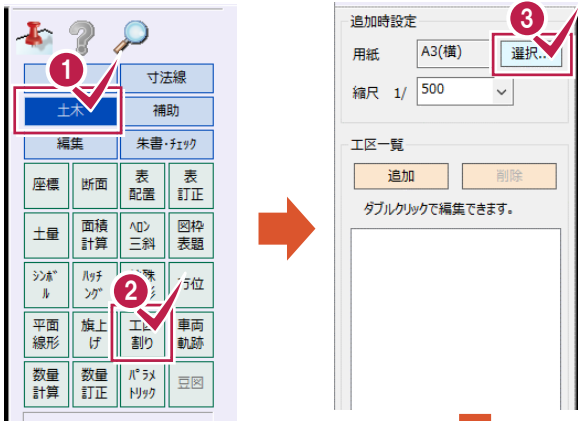 1
寸法線
土木
補助
編集
朱書・ﾁｪｯｸ
座標
断面
表
配置
表
訂正
土量
面積
計算
ﾍﾛﾝ
三斜
図枠
表題
ｼﾝﾎﾞ
ﾙ
ﾊｯﾁ
ﾝｸﾞ
2
平面
線形
旗上
げ
割り
車両
軌跡
数量
計算
数量
訂正
ﾊﾟﾗﾒ
ﾄﾘｯｸ
豆図
3
追加時設定
用紙
A3(横)
選択..
縮尺 1/
500
工区一覧
追加
削除
ダブルクリックで編集できます。